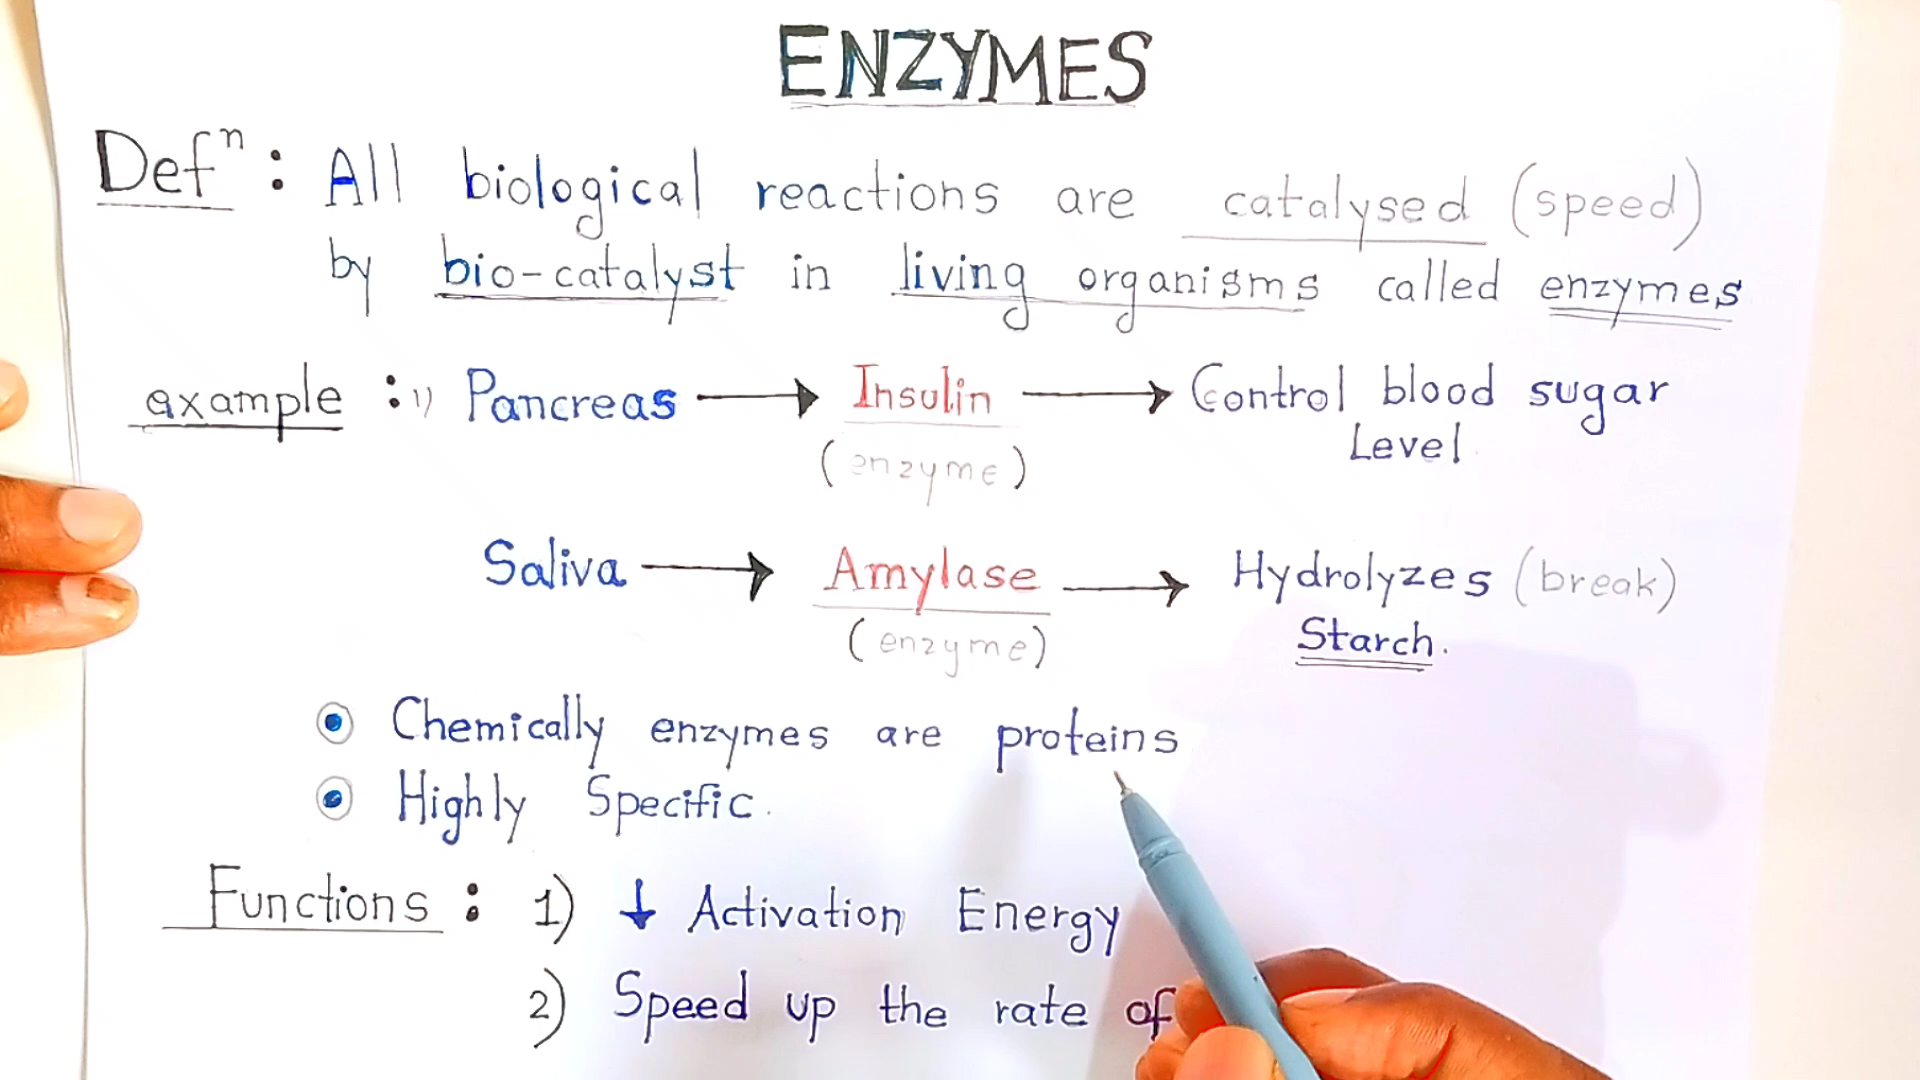 ENZYMES
Defⁿ : All biological reactions are catalysed (speed)
by bio-catalyst in living organisms called enzymes
example : 1) Pancreas → Insulin → Control blood sugar
Level
(enzyme)
Saliva → Amylase → Hydrolyzes (break)
(enzyme) Starch.
Chemically enzymes are proteins
Highly Specific.
Functions : 1) ↓ Activation Energy
2) Speed up the rate of